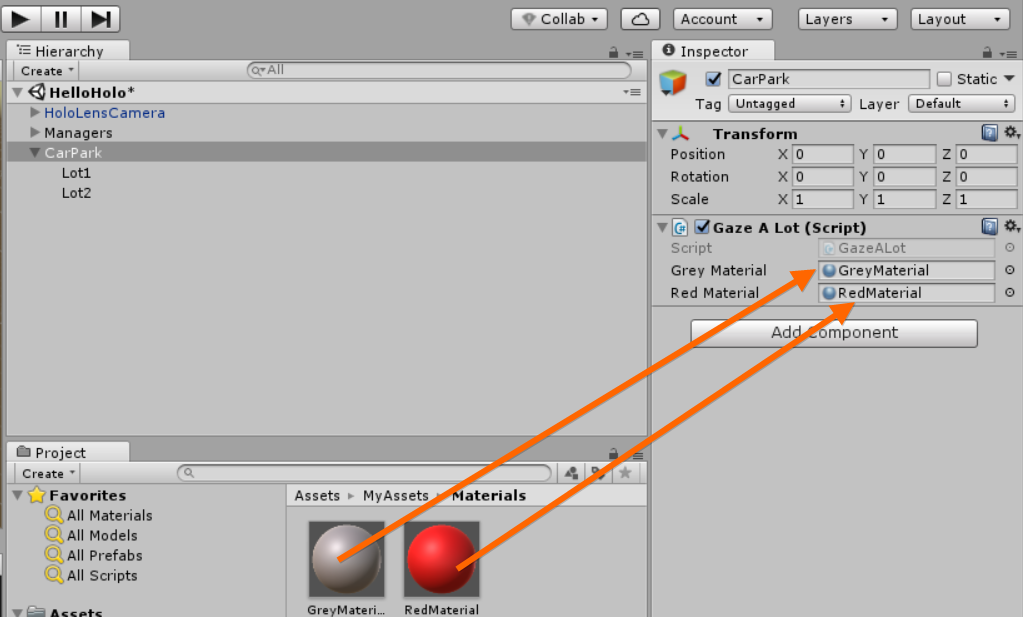 Collab
Account
Layers
Layout
Hierarchy
Create
All
HelloHolo*
HoloLensCamera
Managers
CarPark
Lot1
Lot2
Inspector
CarPark
Static
Tag Untagged Layer Default
Transform
Position X 0 Y 0 Z 0
Rotation X 0 Y 0 Z 0
Scale X 1 Y 1 Z 1
Gaze A Lot (Script)
Script GazeALot
Grey Material GreyMaterial
Red Material RedMaterial
Add Component
Project
Create
Favorites
All Materials
All Models
All Prefabs
All Scripts
Assets
Assets MyAssets Materials
GreyMateri... RedMaterial